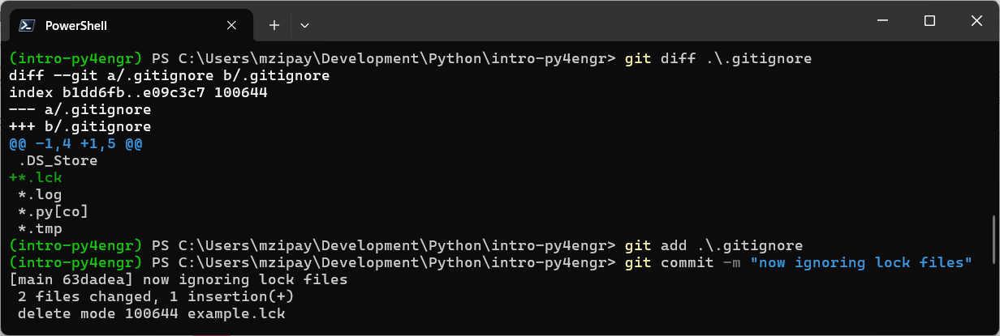 PowerShell
(intro-py4engr) PS C:\Users\mzipay\Development\Python\intro-py4engr> git diff .\.gitignore
diff --git a/.gitignore b/.gitignore
index b1dd6fb..e09c3c7 100644
--- a/.gitignore
+++ b/.gitignore
@@ -1,4 +1,5 @@
 .DS_Store
+*.lck
 *.log
 *.py[co]
 *.tmp
(intro-py4engr) PS C:\Users\mzipay\Development\Python\intro-py4engr> git add .\.gitignore
(intro-py4engr) PS C:\Users\mzipay\Development\Python\intro-py4engr> git commit -m "now ignoring lock files"
[main 63dadea] now ignoring lock files
 2 files changed, 1 insertion(+)
 delete mode 100644 example.lck